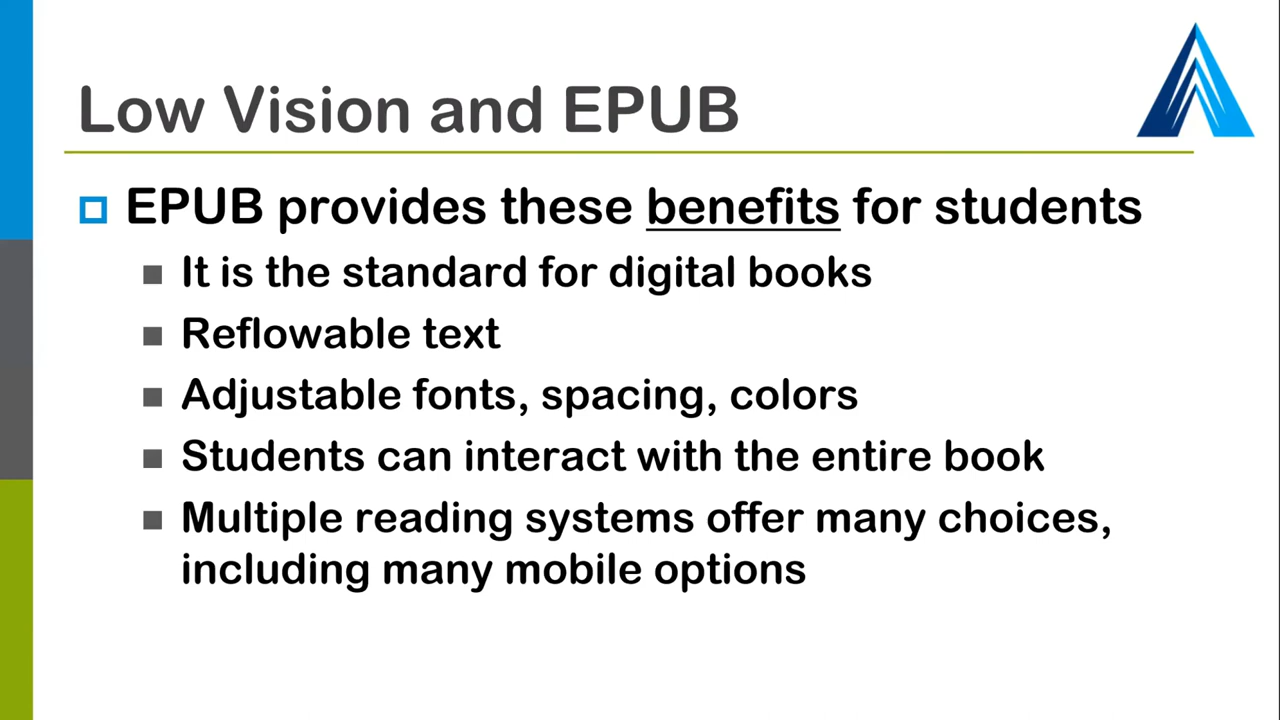 Low Vision and EPUB
EPUB provides these benefits for students
It is the standard for digital books
Reflowable text
Adjustable fonts, spacing, colors
Students can interact with the entire book
Multiple reading systems offer many choices,
including many mobile options